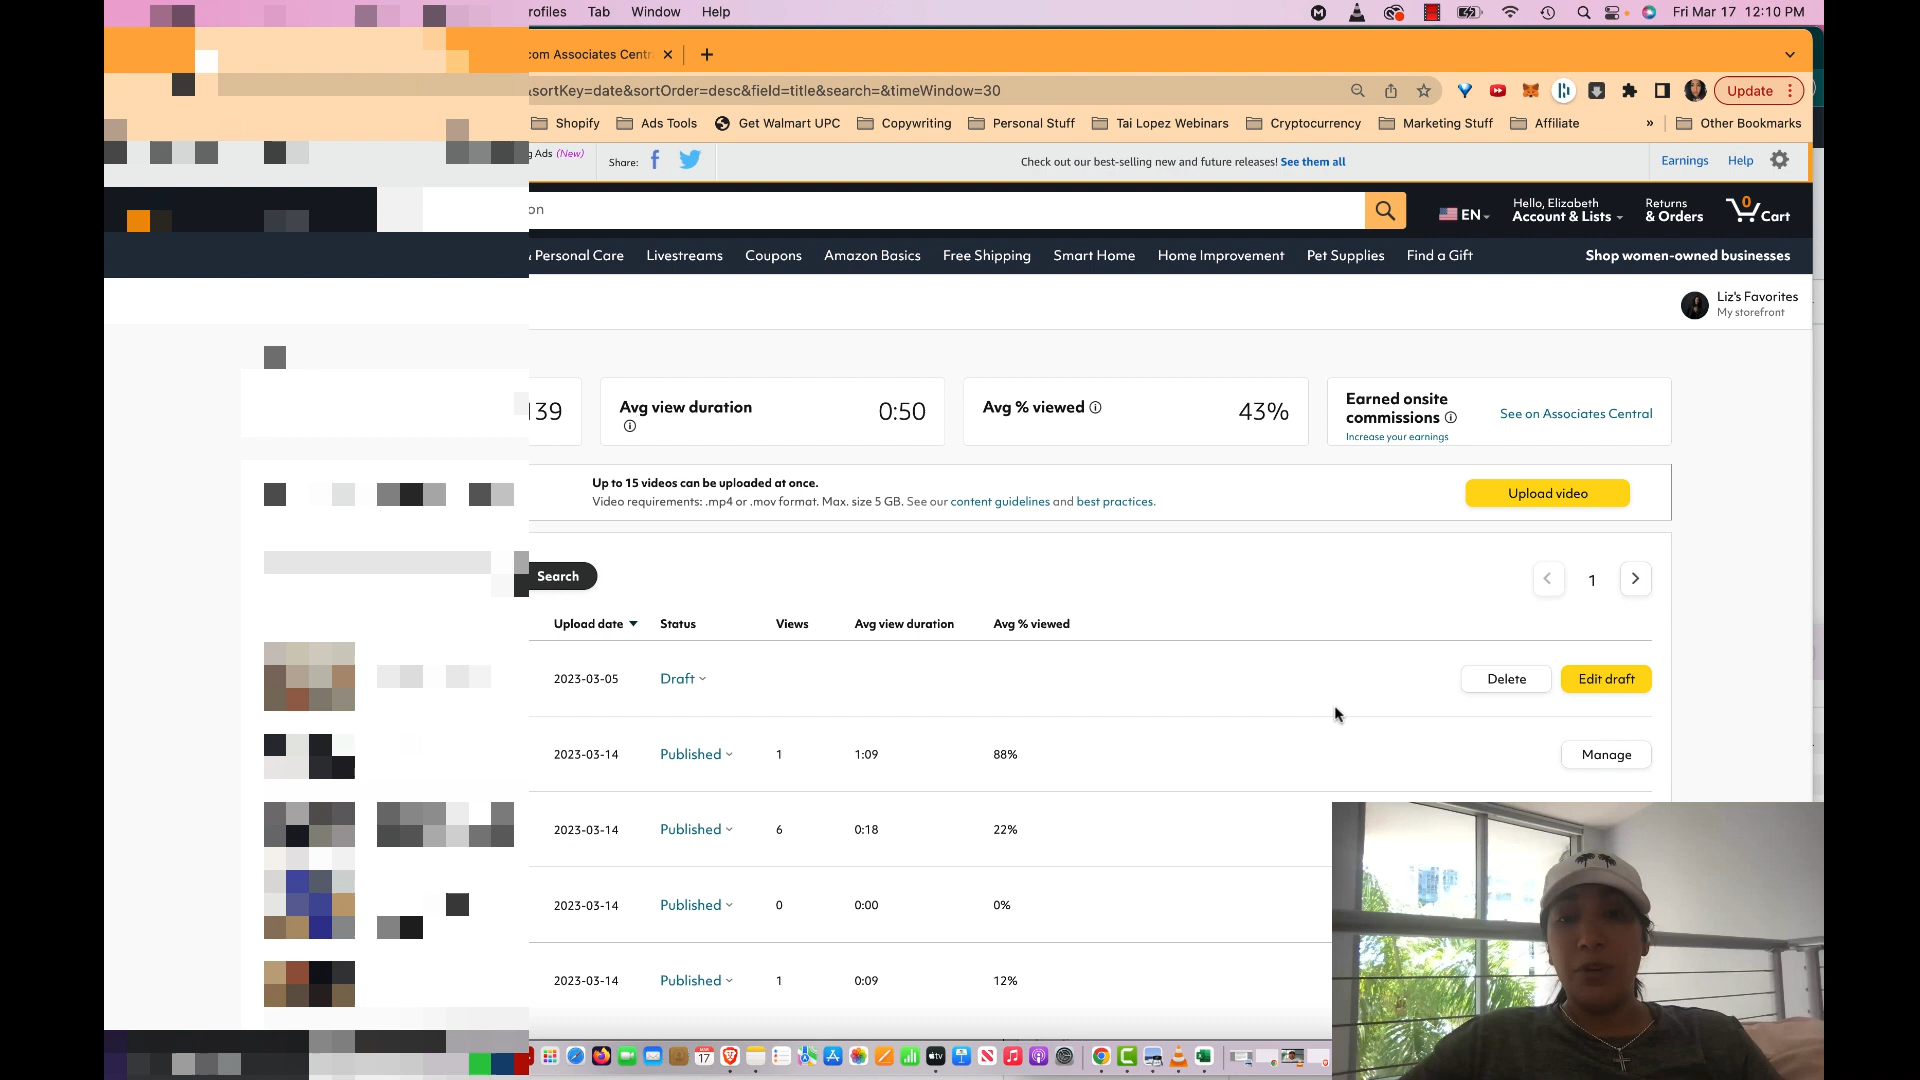 rofiles Tab Window Help Fri Mar 17 12:10 PM
com Associates Centr
&sortKey=date&sortOrder=desc&field=title&search=&timeWindow=30 Update
Shopify Ads Tools Get Walmart UPC Copywriting Personal Stuff Tai Lopez Webinars Cryptocurrency Marketing Stuff Affiliate » Other Bookmarks
g Ads (New) Share: Check out our best-selling new and future releases! See them all Earnings Help
on EN Hello, Elizabeth Returns 0
Account & Lists & Orders Cart
& Personal Care Livestreams Coupons Amazon Basics Free Shipping Smart Home Home Improvement Pet Supplies Find a Gift Shop women-owned businesses
Liz's Favorites
My storefront
139 Avg view duration 0:50 Avg % viewed 43% Earned onsite commissions See on Associates Central
Increase your earnings
Up to 15 videos can be uploaded at once.
Video requirements: .mp4 or .mov format. Max. size 5 GB. See our content guidelines and best practices.
Upload video
Search 1
Upload date Status Views Avg view duration Avg % viewed
2023-03-05 Draft Delete Edit draft
2023-03-14 Published 1 1:09 88% Manage
2023-03-14 Published 6 0:18 22%
2023-03-14 Published 0 0:00 0%
2023-03-14 Published 1 0:09 12%
MAR
17
tv